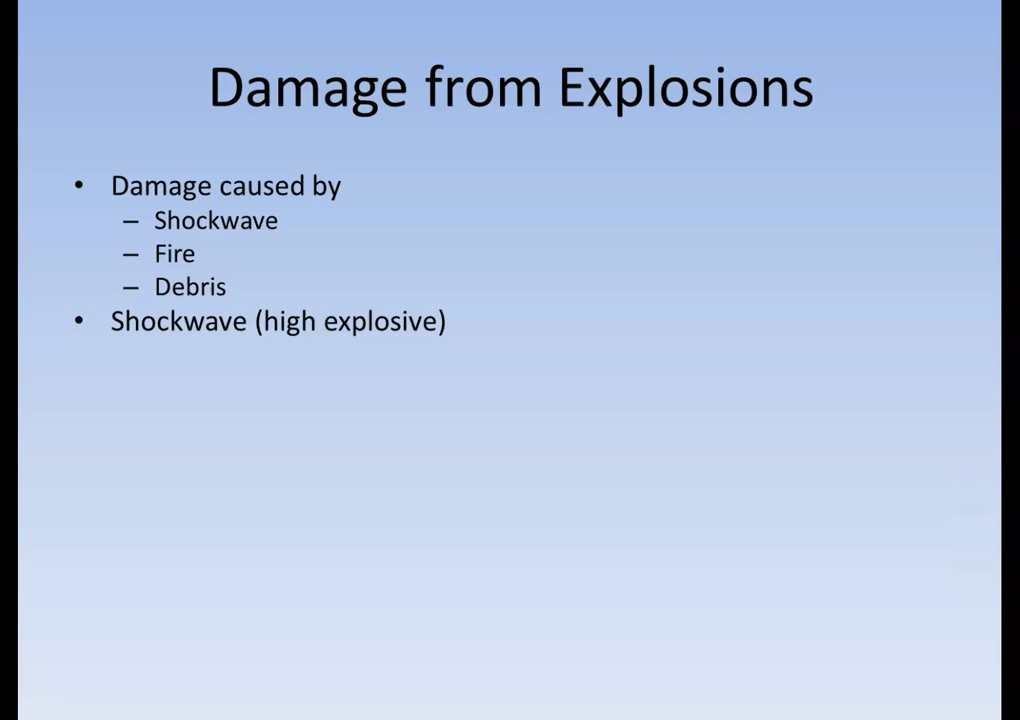 Damage from Explosions
• Damage caused by
– Shockwave
– Fire
– Debris
• Shockwave (high explosive)